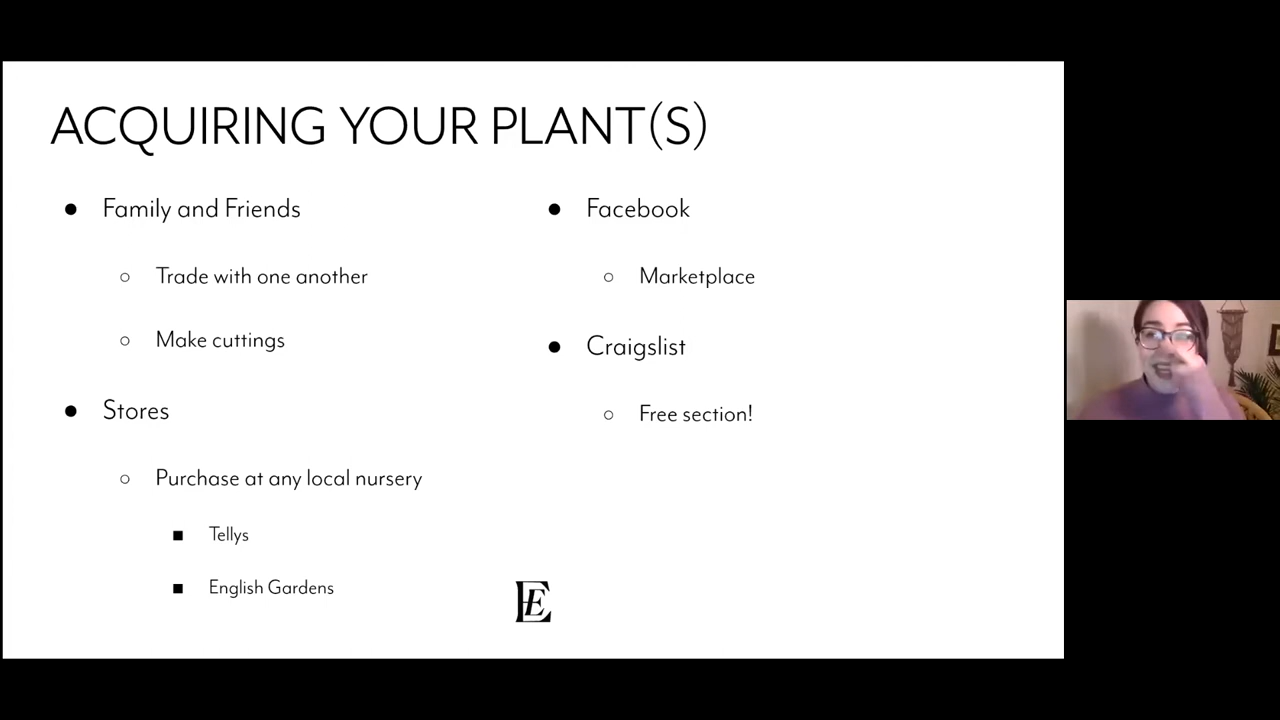 ACQUIRING YOUR PLANT(S)
Family and Friends
Trade with one another
Make cuttings
Stores
Purchase at any local nursery
Tellys
English Gardens
Facebook
Marketplace
Craigslist
Free section!
EE